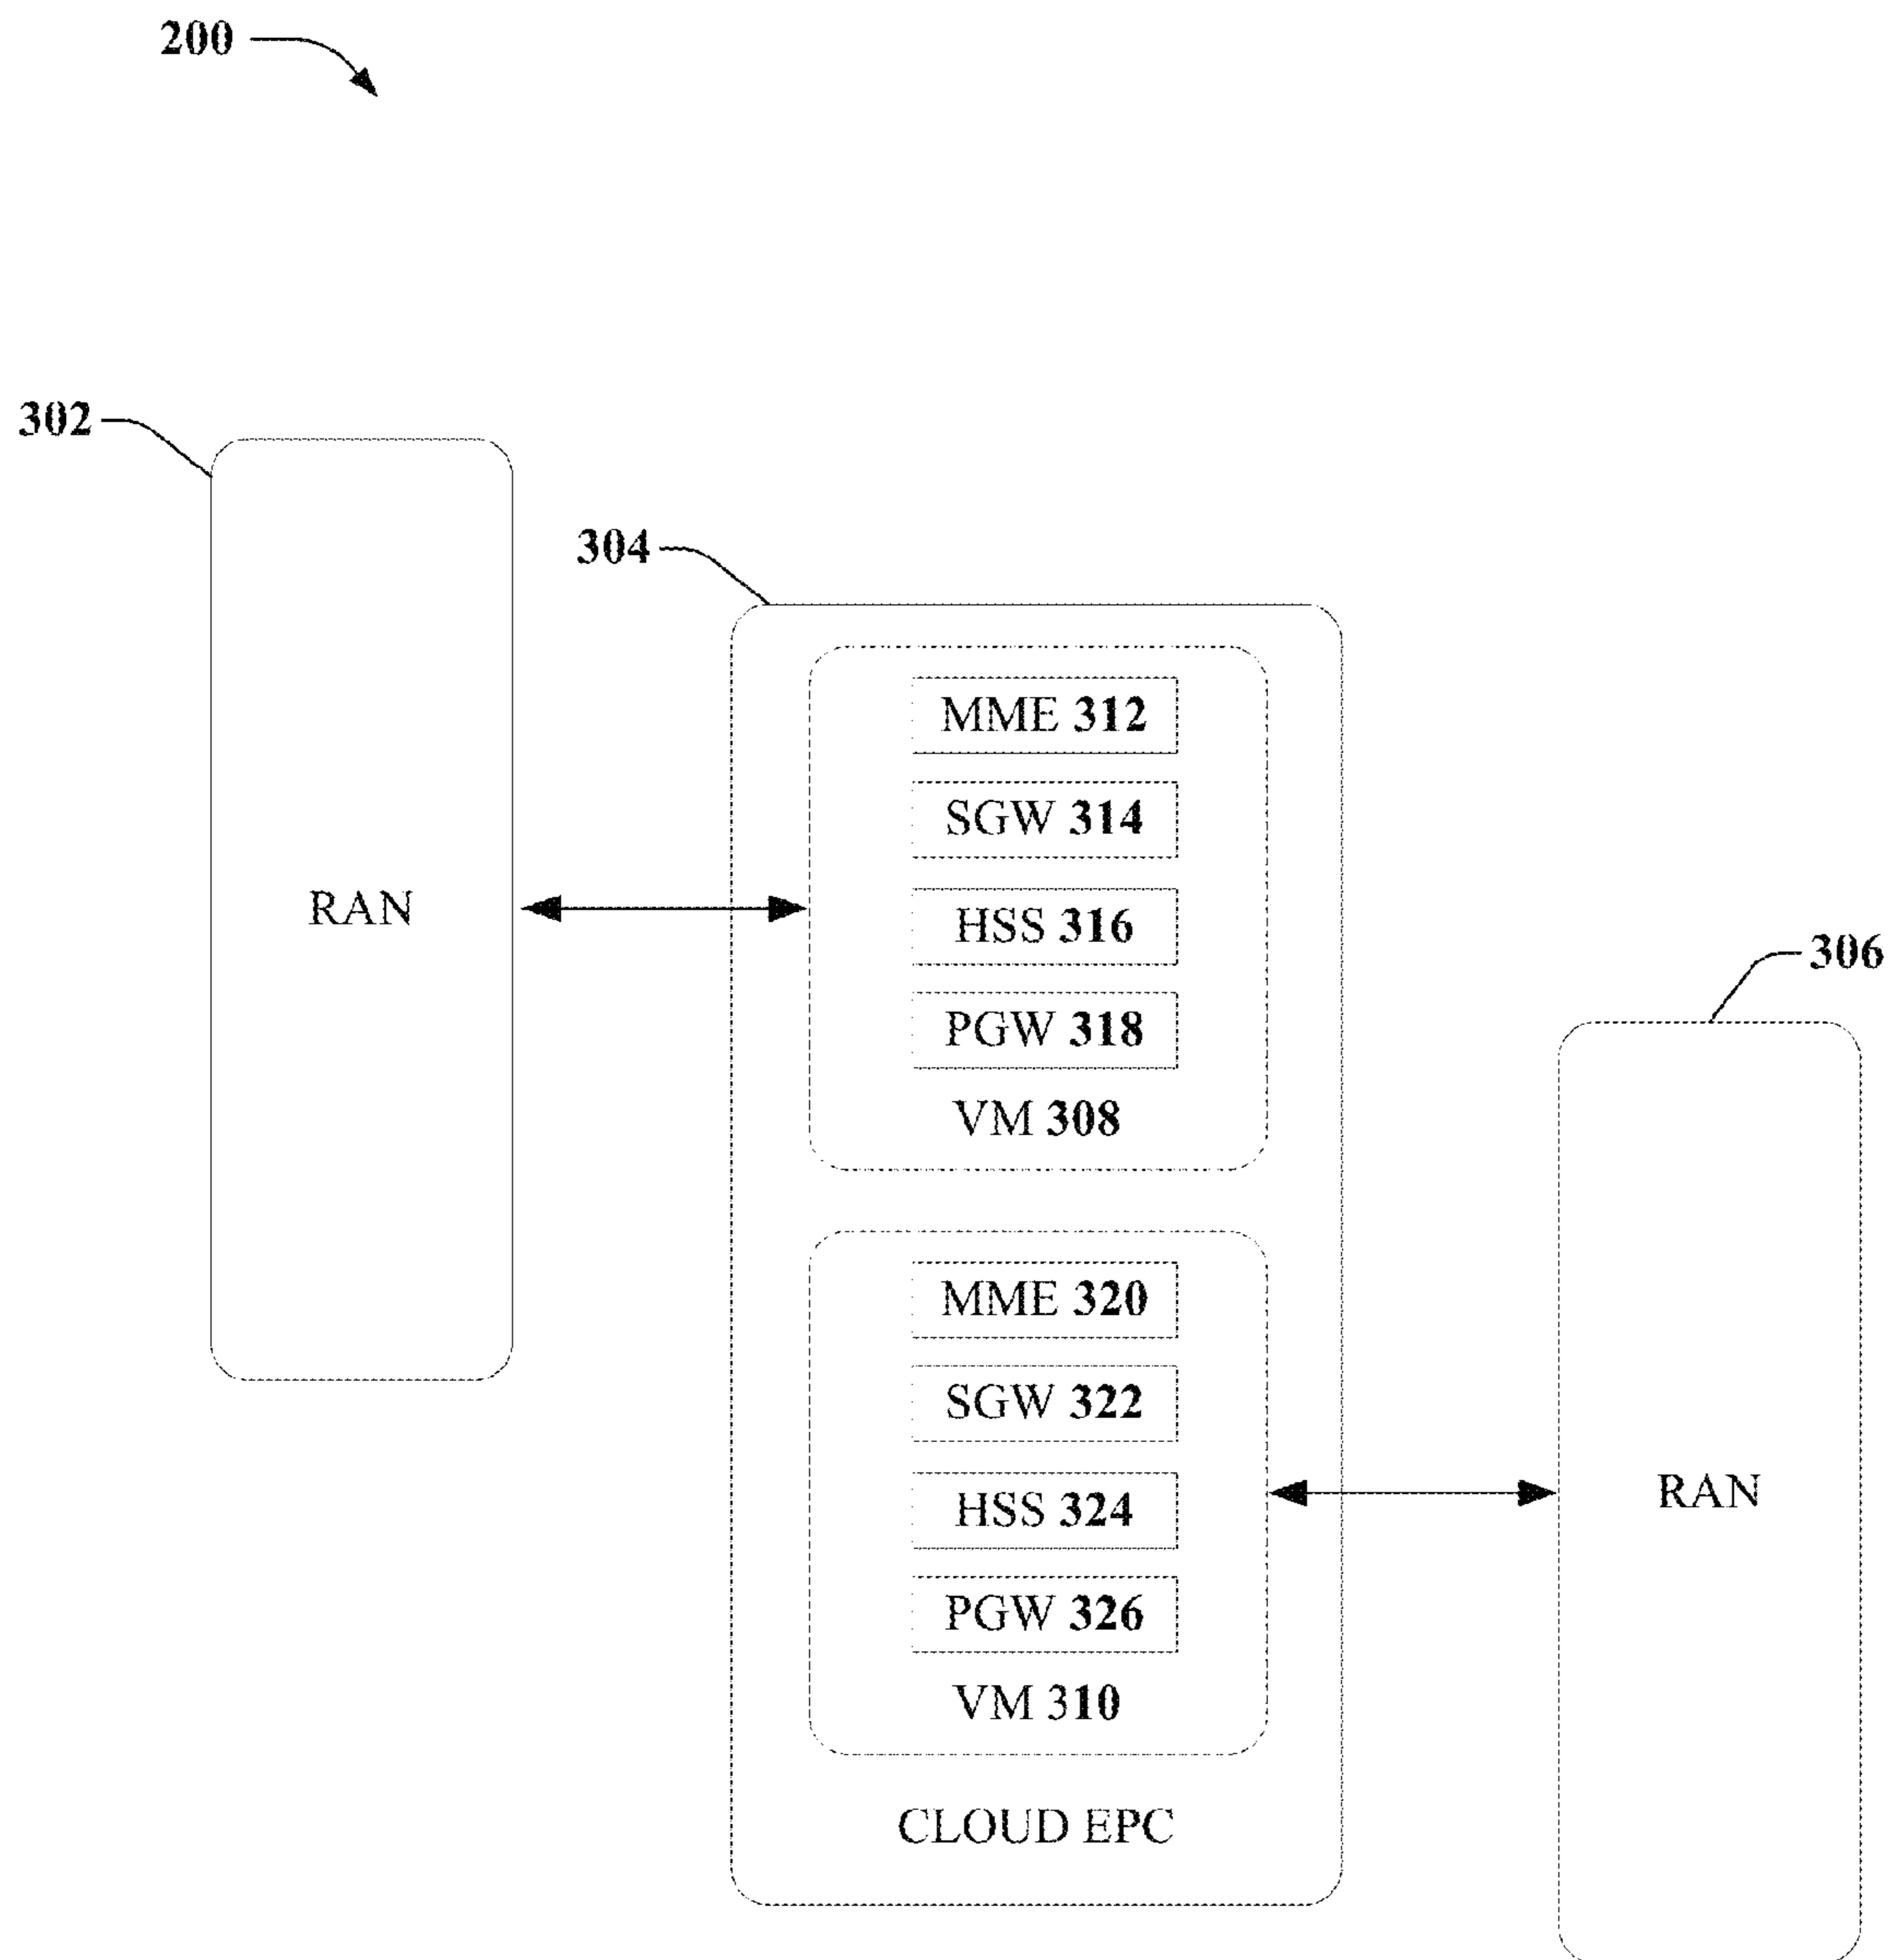 200
302
304
MME 312
SGW 314
HSS 316
RAN
306
PGW 318
VM 308
MME 320
SGW 322
HSS 324
RAN
PGW 326
VM 310
CLOUD EPC